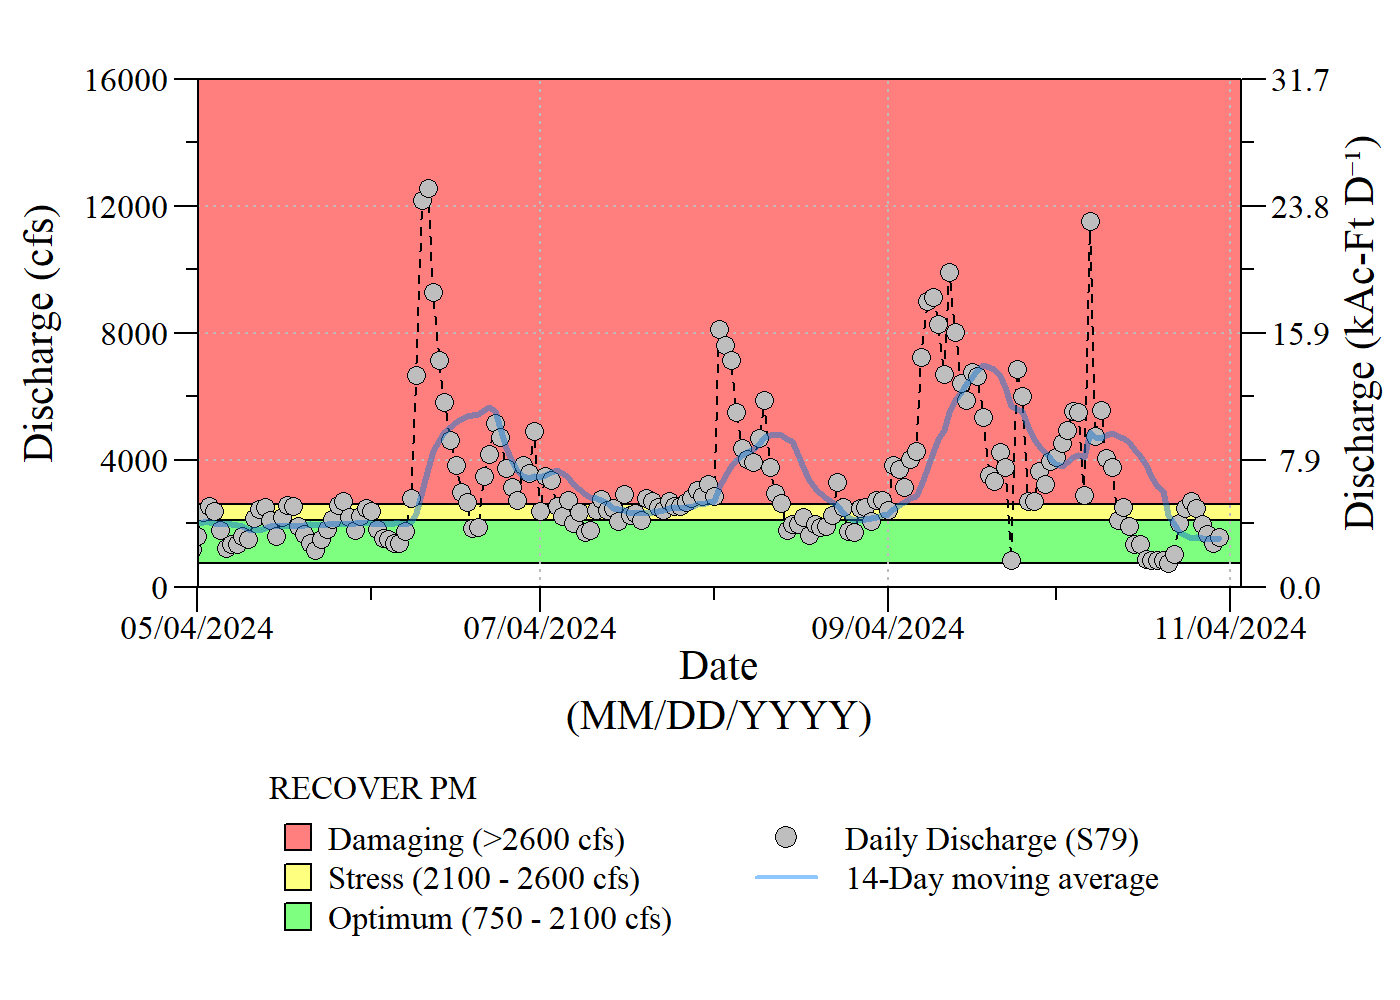 16000
12000
8000
4000
0
Discharge (cfs)
31.7
23.8
15.9
7.9
0.0
Discharge (kAc-Ft D⁻¹)
05/04/2024 07/04/2024 09/04/2024 11/04/2024
Date
(MM/DD/YYYY)
RECOVER PM
Damaging (>2600 cfs)
Stress (2100 - 2600 cfs)
Optimum (750 - 2100 cfs)
Daily Discharge (S79)
14-Day moving average